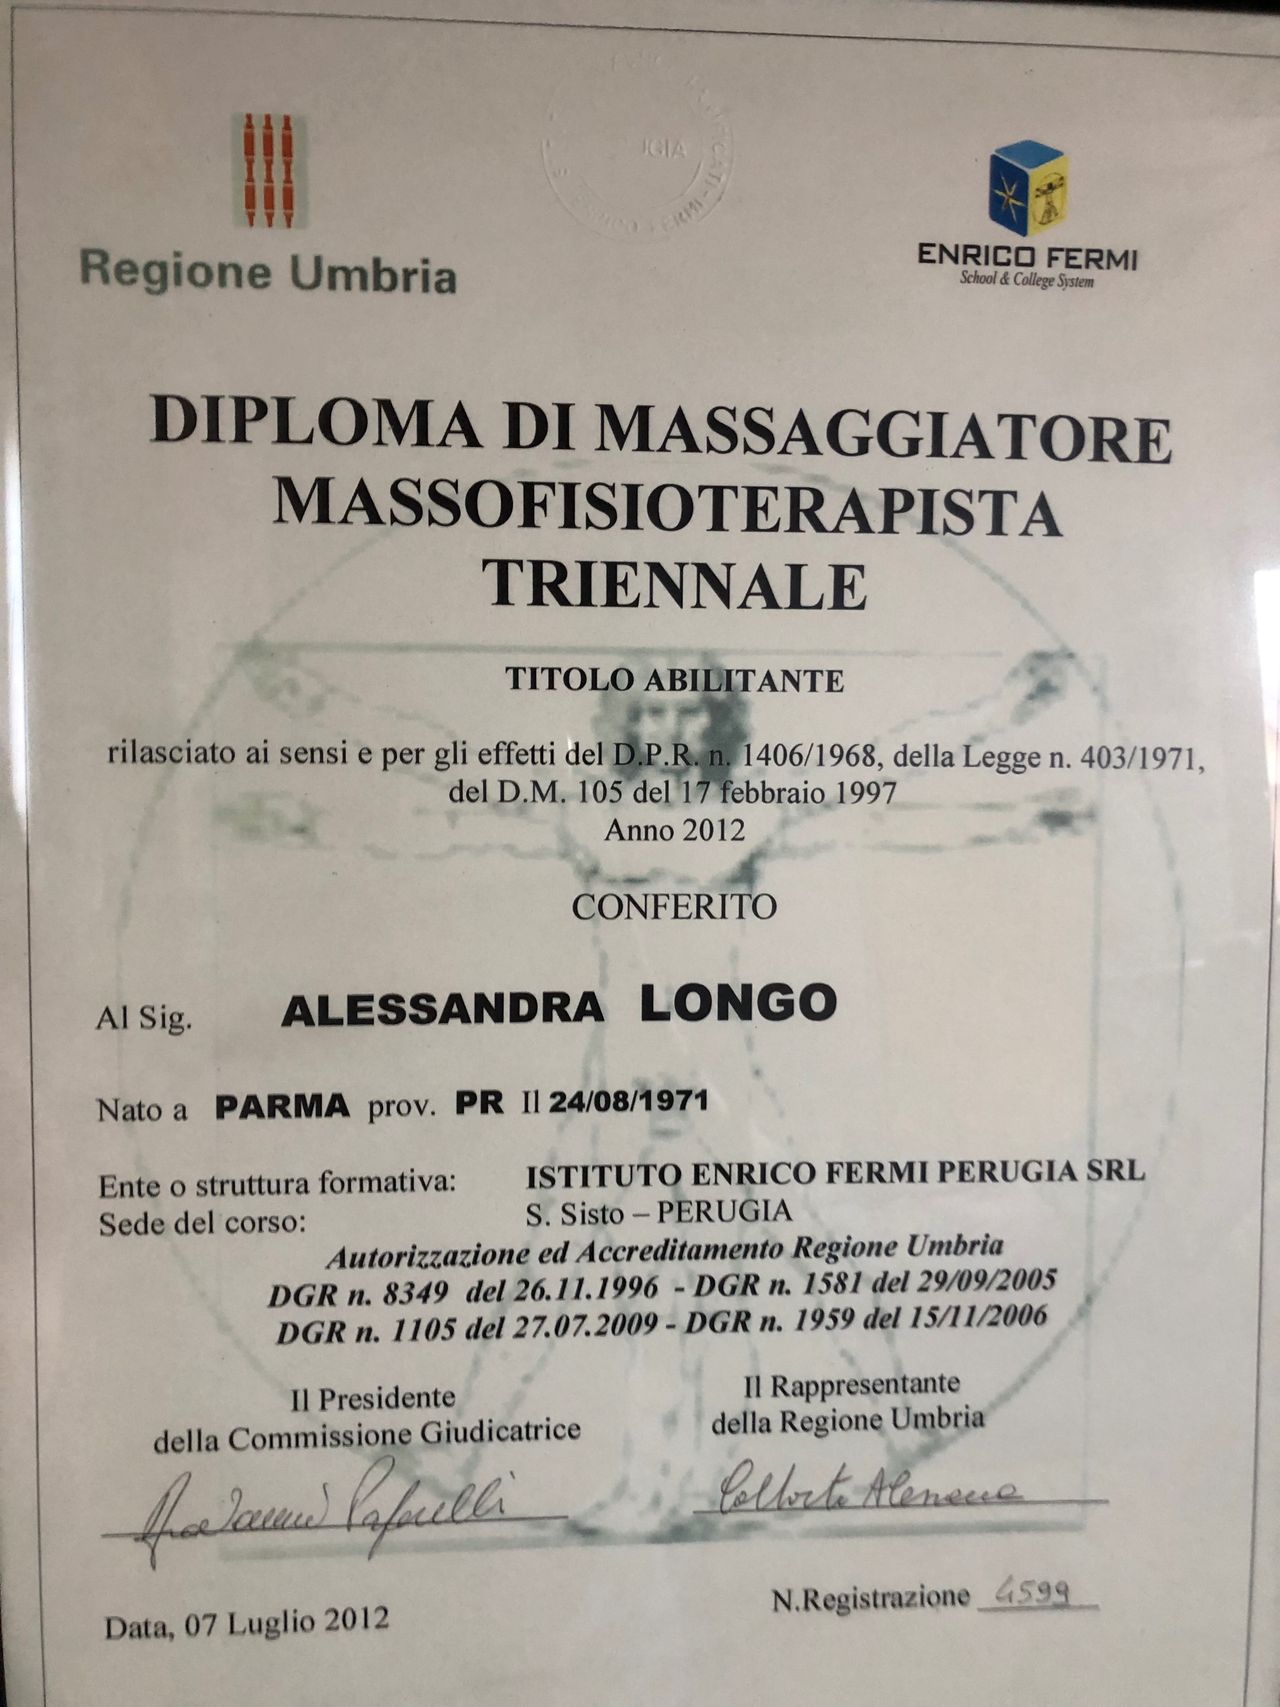 IGIA
CATI - S
ENRICO FERMI
Regione Umbria
ENRICO FERMI
School & College System
DIPLOMA DI MASSAGGIATORE
MASSOFISIOTERAPISTA
TRIENNALE
TITOLO ABILITANTE
rilasciato ai sensi e per gli effetti del D.P.R. n. 1406/1968, della Legge n. 403/1971,
del D.M. 105 del 17 febbraio 1997
Anno 2012
CONFERITO
Al Sig. ALESSANDRA LONGO
Nato a PARMA prov. PR Il 24/08/1971
Ente o struttura formativa: ISTITUTO ENRICO FERMI PERUGIA SRL
Sede del corso: S. Sisto – PERUGIA
Autorizzazione ed Accreditamento Regione Umbria
DGR n. 8349 del 26.11.1996 - DGR n. 1581 del 29/09/2005
DGR n. 1105 del 27.07.2009 - DGR n. 1959 del 15/11/2006
Il Presidente
della Commissione Giudicatrice
Il Rappresentante
della Regione Umbria
Data, 07 Luglio 2012
N.Registrazione 4599